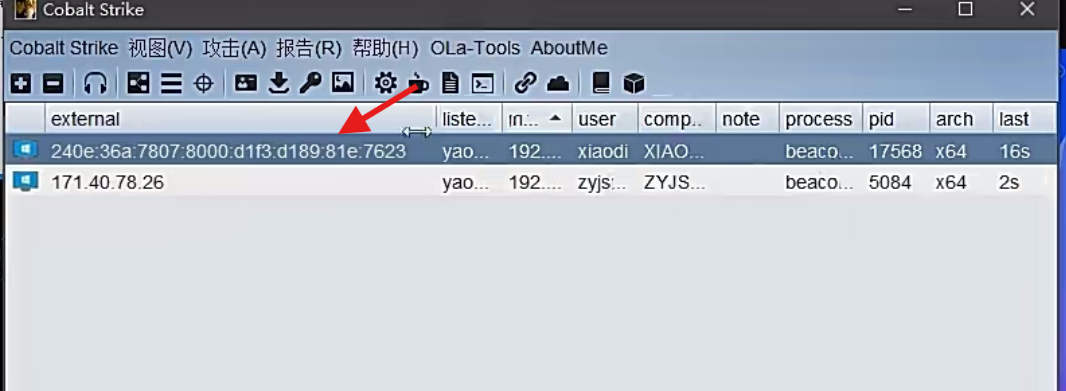 Cobalt Strike
Cobalt Strike 视图(V) 攻击(A) 报告(R) 帮助(H) OLa-Tools AboutMe
external liste... in... user comp.. note process pid arch last
240e:36a:7807:8000:d1f3:d189:81e:7623 yao... 192.... xiaodi XIAO... beaco... 17568 x64 16s
171.40.78.26 yao... 192.... zyjs... ZYJS... beaco... 5084 x64 2s